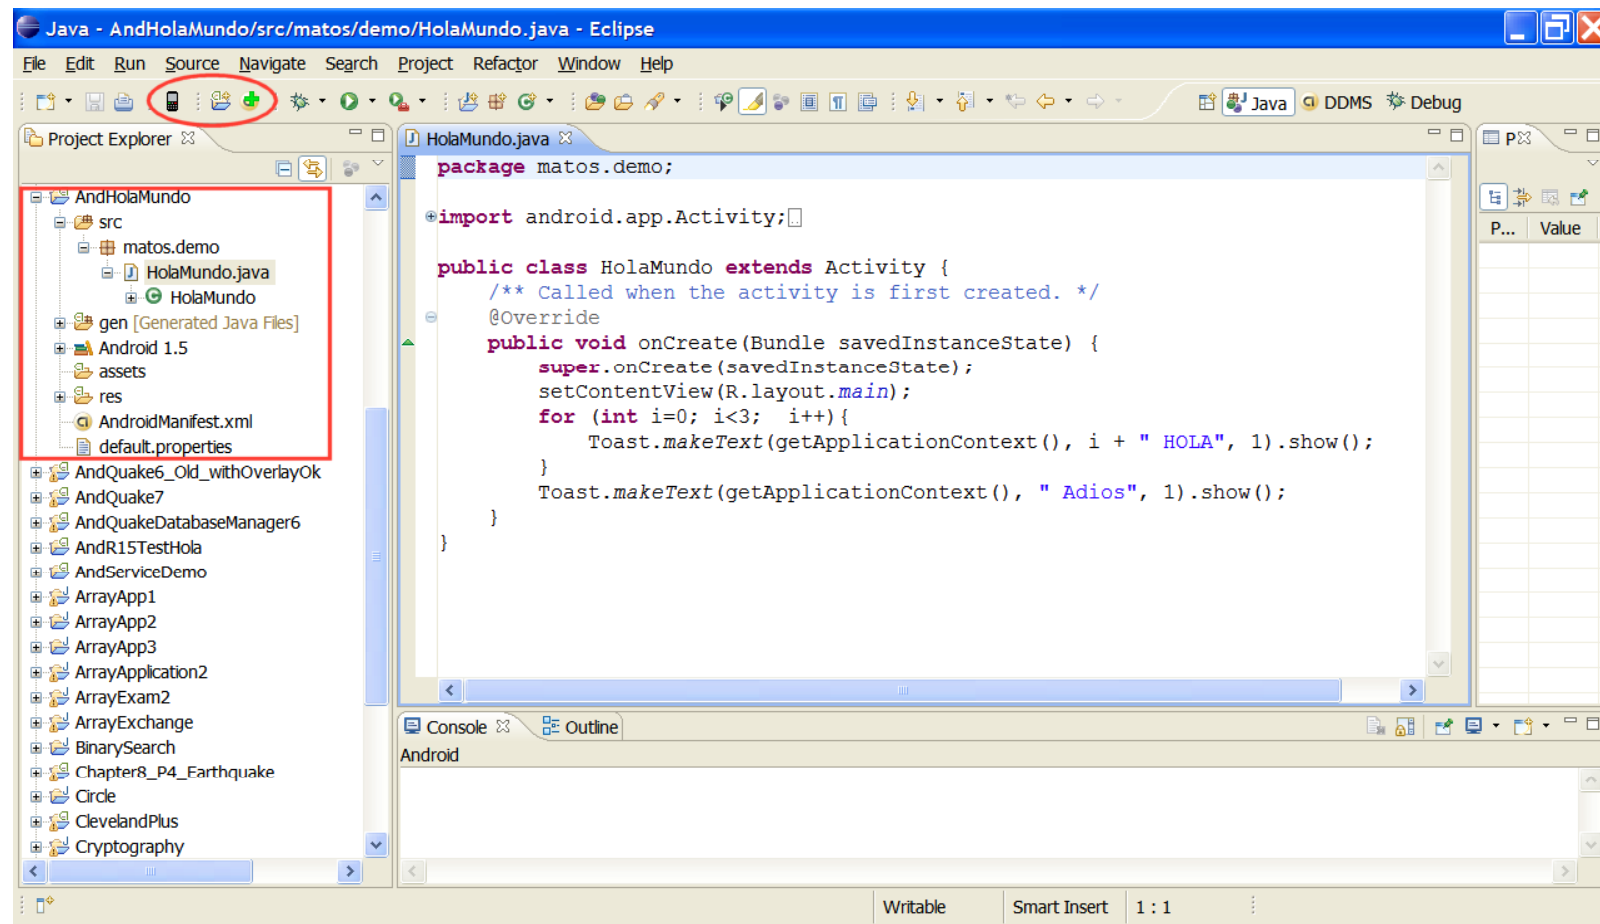 Java - AndHolaMundo/src/matos/demo/HolaMundo.java - Eclipse
File Edit Run Source Navigate Search Project Refactor Window Help
Java DDMS Debug
Project Explorer
AndHolaMundo
src
matos.demo
HolaMundo.java
HolaMundo
gen [Generated Java Files]
Android 1.5
assets
res
AndroidManifest.xml
default.properties
AndQuake6_Old_withOverlayOk
AndQuake7
AndQuakeDatabaseManager6
AndR15TestHola
AndServiceDemo
ArrayApp1
ArrayApp2
ArrayApp3
ArrayApplication2
ArrayExam2
ArrayExchange
BinarySearch
Chapter8_P4_Earthquake
Circle
ClevelandPlus
Cryptography
HolaMundo.java
package matos.demo;
import android.app.Activity;
public class HolaMundo extends Activity {
/** Called when the activity is first created. */
@Override
public void onCreate(Bundle savedInstanceState) {
super.onCreate(savedInstanceState);
setContentView(R.layout.main);
for (int i=0; i<3; i++){
Toast.makeText(getApplicationContext(), i + " HOLA", 1).show();
}
Toast.makeText(getApplicationContext(), " Adios", 1).show();
}
}
P
P... Value
Console Outline
Android
Writable Smart Insert 1 : 1